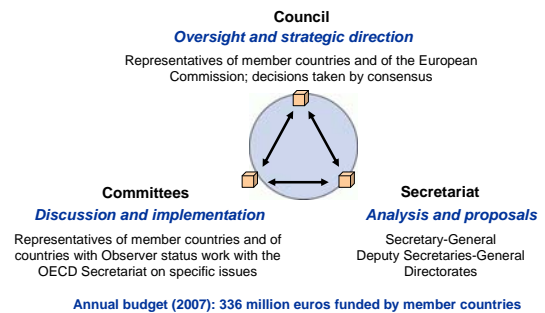 Council
Oversight and strategic direction
Representatives of member countries and of the European
Commission; decisions taken by consensus
Committees
Discussion and implementation
Representatives of member countries and of
countries with Observer status work with the
OECD Secretariat on specific issues
Secretariat
Analysis and proposals
Secretary-General
Deputy Secretaries-General
Directorates
Annual budget (2007): 336 million euros funded by member countries